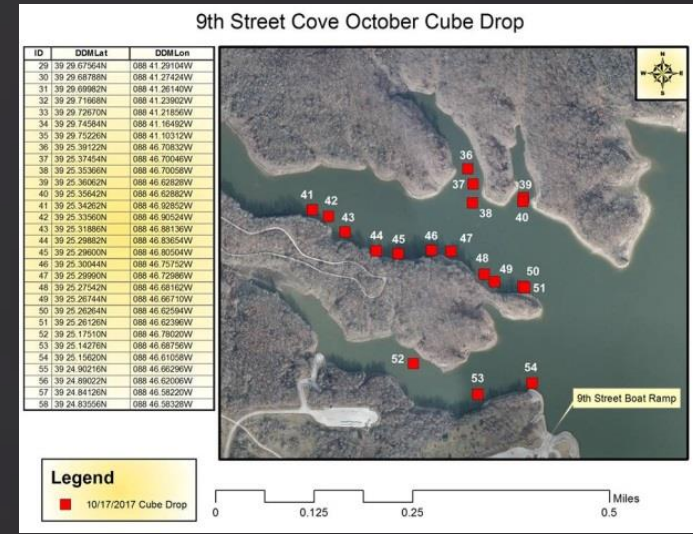 9th Street Cove October Cube Drop
ID DDMLat DDMLon
29 39 29.67564N 088 41.29104W
30 39 29.68788N 088 41.27424W
31 39 29.69982N 088 41.26140W
32 39 29.71668N 088 41.23902W
33 39 29.72670N 088 41.21856W
34 39 29.74584N 088 41.16492W
35 39 29.75226N 088 41.10312W
36 39 25.39122N 088 46.70832W
37 39 25.37454N 088 46.70046W
38 39 25.35366N 088 46.70058W
39 39 25.36062N 088 46.62828W
40 39 25.35642N 088 46.62882W
41 39 25.34262N 088 46.92852W
42 39 25.33560N 088 46.90524W
43 39 25.31886N 088 46.88136W
44 39 25.29882N 088 46.83654W
45 39 25.29600N 088 46.80504W
46 39 25.30044N 088 46.75752W
47 39 25.29990N 088 46.72986W
48 39 25.27542N 088 46.68162W
49 39 25.26744N 088 46.66710W
50 39 25.26264N 088 46.62594W
51 39 25.26126N 088 46.62396W
52 39 25.17510N 088 46.78020W
53 39 25.14276N 088 46.68756W
54 39 25.15620N 088 46.61058W
55 39 24.90216N 088 46.66296W
56 39 24.89022N 088 46.62006W
57 39 24.84126N 088 46.58220W
58 39 24.83556N 088 46.58328W
N
W E
S
36
37
38
39
40
41
42
43
44
45
46
47
48
49
50
51
52
53
54
9th Street Boat Ramp
Legend
10/17/2017 Cube Drop
Miles
0 0.125 0.25 0.5